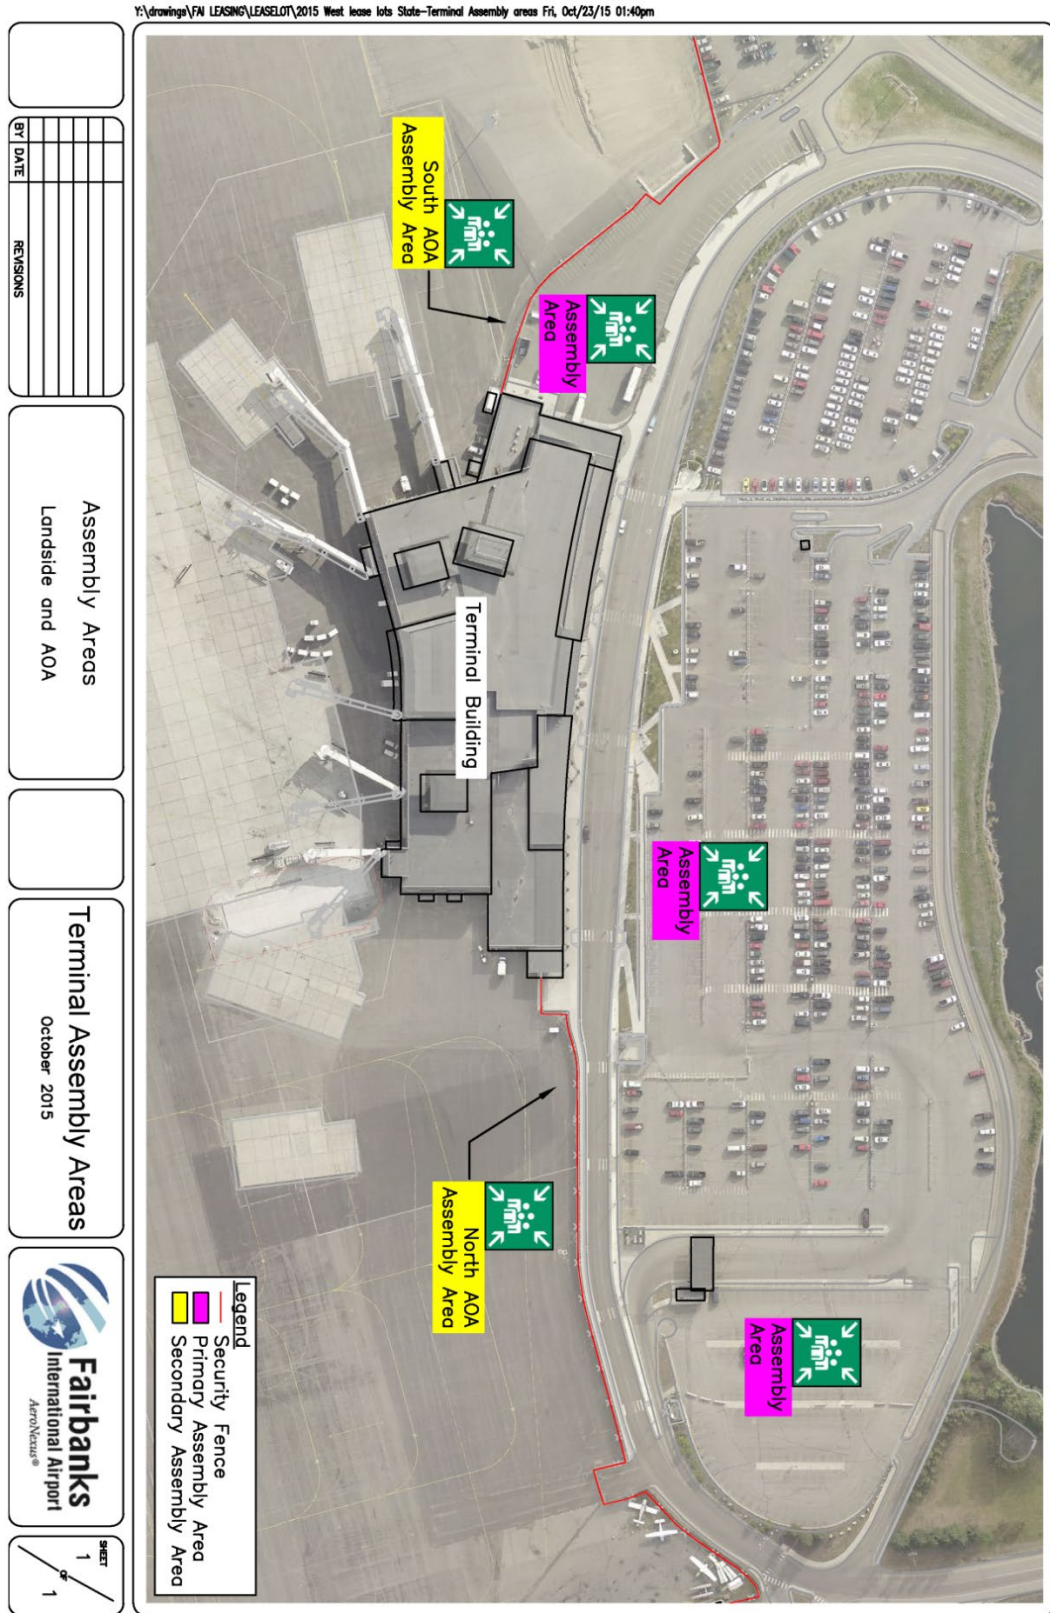 Y:\drawings\FAI LEASING\LEASELOT\2015 West lease lots State-Terminal Assembly areas Fri, Oct/23/15 01:40pm
South AOA
Assembly Area
Assembly
Area
Terminal Building
Assembly
Area
North AOA
Assembly Area
Assembly
Area
Legend
Security Fence
Primary Assembly Area
Secondary Assembly Area
BY DATE REVISIONS
Assembly Areas
Landside and AOA
Terminal Assembly Areas
October 2015
Fairbanks
International Airport
AeroNexus®
SHEET
1 OF 1